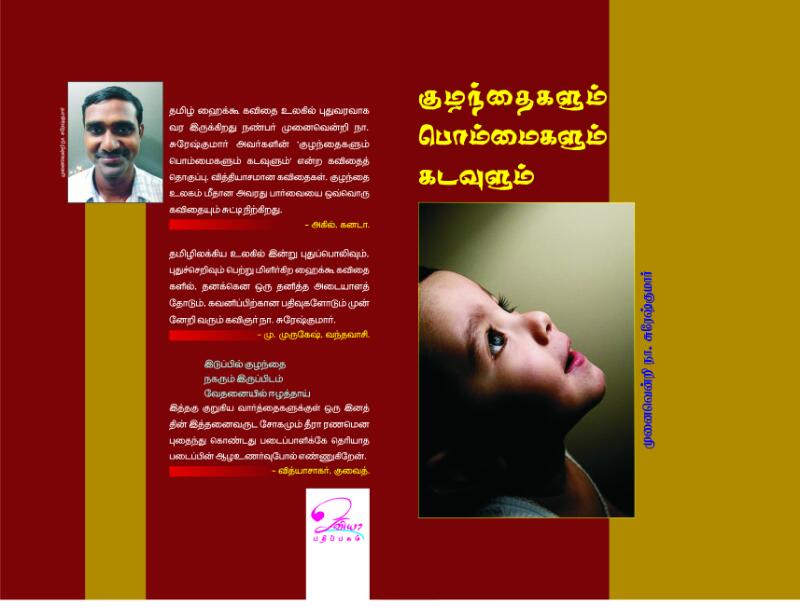 முனைவென்றி நா. சுரேஷ்குமார்
தமிழ் ஹைக்கூ கவிதை உலகில் புதுவரவாக
வர இருக்கிறது நண்பர் முனைவென்றி நா.
சுரேஷ்குமார் அவர்களின் 'குழந்தைகளும்
பொம்மைகளும் கடவுளும்' என்ற கவிதைத்
தொகுப்பு. வித்தியாசமான கவிதைகள். குழந்தை
உலகம் மீதான அவரது பார்வையை ஒவ்வொரு
கவிதையும் சுட்டிநிற்கிறது.
- அகில், கனடா.
தமிழிலக்கிய உலகில் இன்று புதுப்பொலிவும்,
புதுச்செறிவும் பெற்று மிளிர்கிற ஹைக்கூ கவிதை
களில், தனக்கென ஒரு தனித்த அடையாளத்
தோடும், கவனிப்பிற்கான பதிவுகளோடும் முன்
னேறி வரும் கவிஞர் நா. சுரேஷ்குமார்.
- மு. முருகேஷ், வந்தவாசி.
இடுப்பில் குழந்தை
நகரும் இருப்பிடம்
வேதனையில் ஈழத்தாய்
இத்தகு குறுகிய வார்த்தைகளுக்குள் ஒரு இனத்
தின் இத்தனைவருட சோகமும் தீரா ரணமென
புதைந்து கொண்டது படைப்பாளிக்கே தெரியாத
படைப்பின் ஆழஉணர்வுபோல் எண்ணுகிறேன்.
- வித்யாசாகர், குவைத்.
ஓவியா
பதிப்பகம்
குழந்தைகளும்
பொம்மைகளும்
கடவுளும்
முனைவென்றி நா. சுரேஷ்குமார்